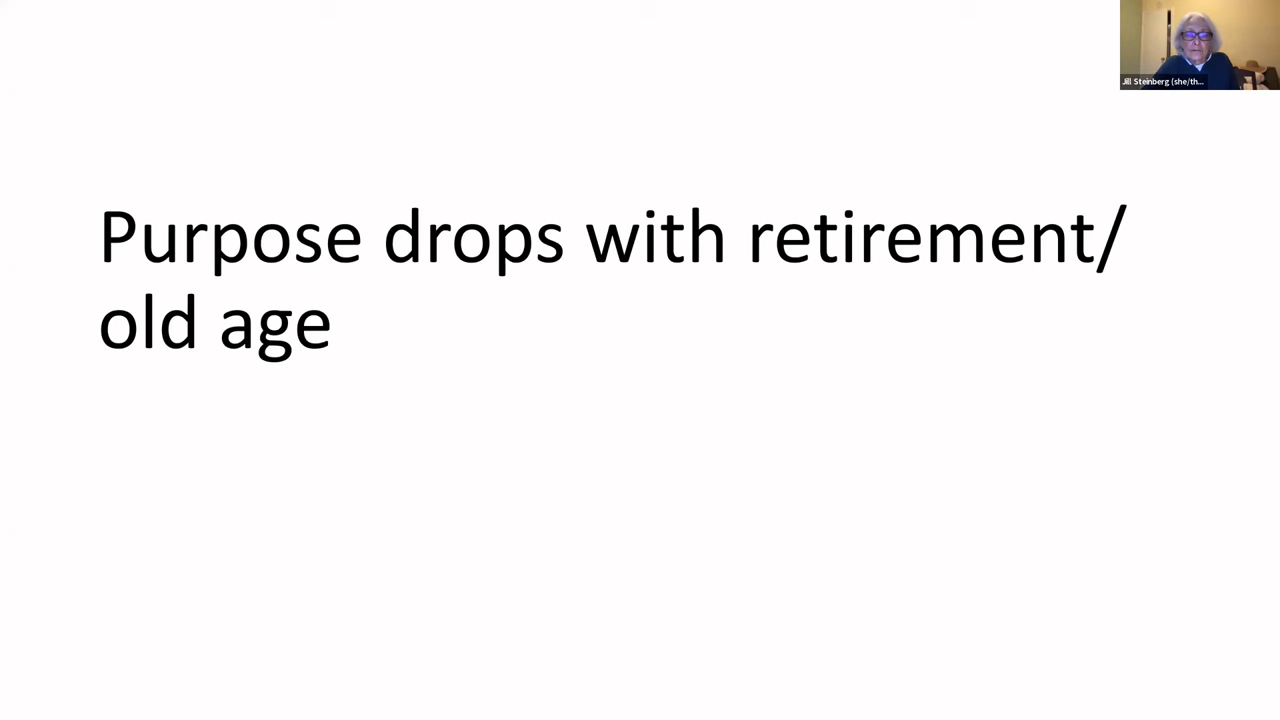 Jill Steinberg (she/th...
Purpose drops with retirement/
old age